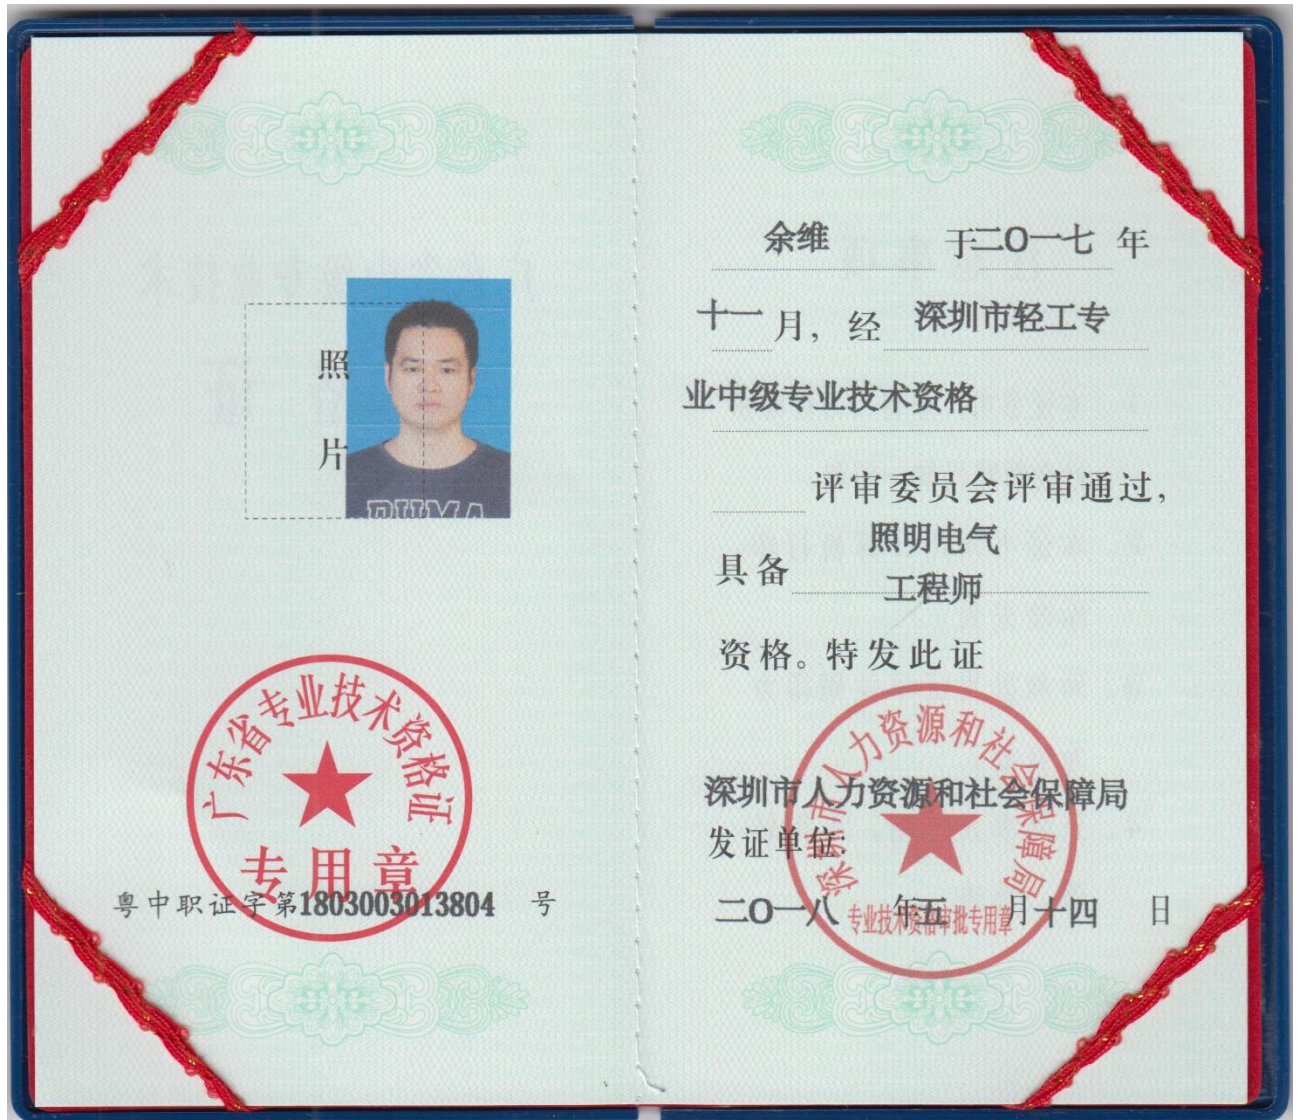 照
片
PUMA
广东省专业技术资格证
专用章
粤中职证字第1803003013804 号
余维 于二〇一七 年
十一 月, 经 深圳市轻工专
业中级专业技术资格
评审委员会评审通过,
照明电气
具备
工程师
资格。特发此证
深圳市人力资源和社会保障局
深圳市人力资源和社会保障局
发证单位:
二〇一八 年五 月十四 日
专业技术资格审批专用章